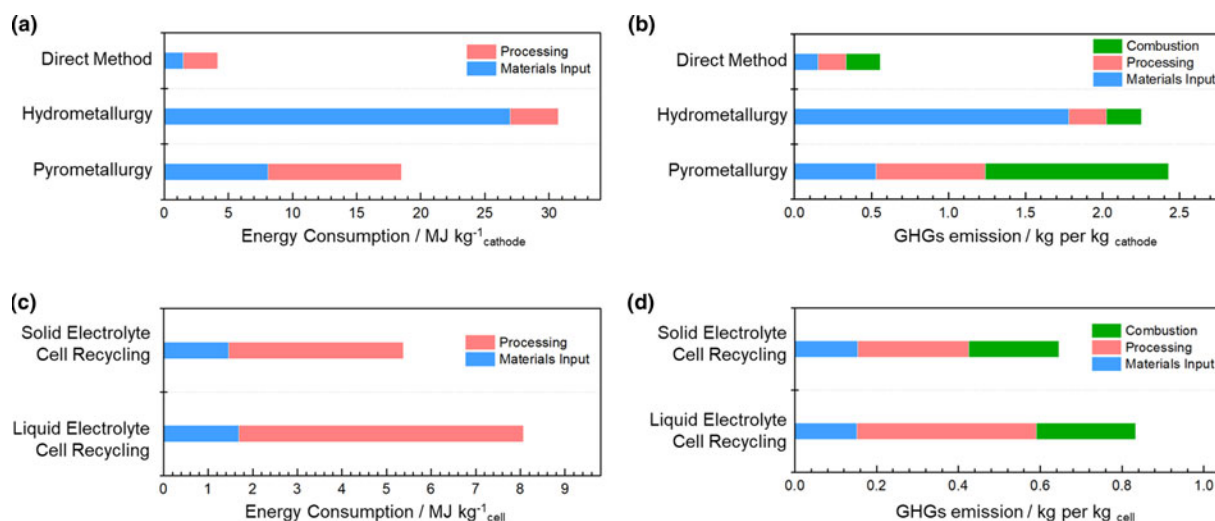 (a)
Direct Method
Hydrometallurgy
Pyrometallurgy
Processing
Materials Input
0 5 10 15 20 25 30
Energy Consumption / MJ kg⁻¹cathode
(b)
Direct Method
Hydrometallurgy
Pyrometallurgy
Combustion
Processing
Materials Input
0.0 0.5 1.0 1.5 2.0 2.5
GHGs emission / kg per kg cathode
(c)
Solid Electrolyte
Cell Recycling
Liquid Electrolyte
Cell Recycling
Processing
Materials Input
0 1 2 3 4 5 6 7 8 9
Energy Consumption / MJ kg⁻¹cell
(d)
Solid Electrolyte
Cell Recycling
Liquid Electrolyte
Cell Recycling
Combustion
Processing
Materials Input
0.0 0.2 0.4 0.6 0.8 1.0
GHGs emission / kg per kg cell